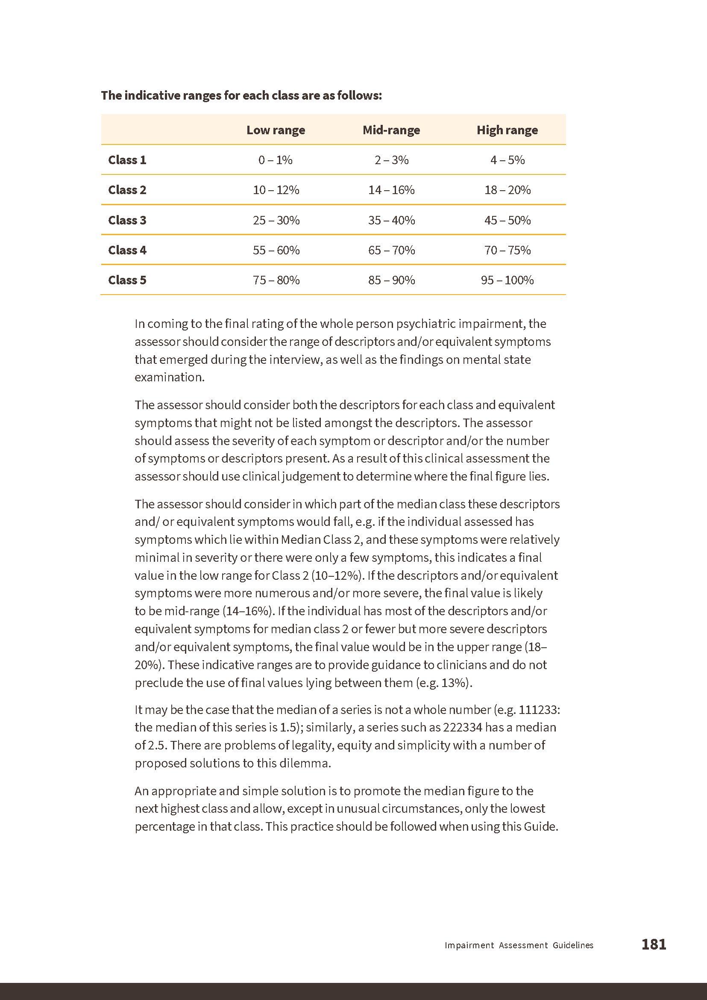 The indicative ranges for each class are as follows:
Low range Mid-range High range
Class 1 0 – 1% 2 – 3% 4 – 5%
Class 2 10 – 12% 14 – 16% 18 – 20%
Class 3 25 – 30% 35 – 40% 45 – 50%
Class 4 55 – 60% 65 – 70% 70 – 75%
Class 5 75 – 80% 85 – 90% 95 – 100%
In coming to the final rating of the whole person psychiatric impairment, the
assessor should consider the range of descriptors and/or equivalent symptoms
that emerged during the interview, as well as the findings on mental state
examination.
The assessor should consider both the descriptors for each class and equivalent
symptoms that might not be listed amongst the descriptors. The assessor
should assess the severity of each symptom or descriptor and/or the number
of symptoms or descriptors present. As a result of this clinical assessment the
assessor should use clinical judgement to determine where the final figure lies.
The assessor should consider in which part of the median class these descriptors
and/ or equivalent symptoms would fall, e.g. if the individual assessed has
symptoms which lie within Median Class 2, and these symptoms were relatively
minimal in severity or there were only a few symptoms, this indicates a final
value in the low range for Class 2 (10–12%). If the descriptors and/or equivalent
symptoms were more numerous and/or more severe, the final value is likely
to be mid-range (14–16%). If the individual has most of the descriptors and/or
equivalent symptoms for median class 2 or fewer but more severe descriptors
and/or equivalent symptoms, the final value would be in the upper range (18–
20%). These indicative ranges are to provide guidance to clinicians and do not
preclude the use of final values lying between them (e.g. 13%).
It may be the case that the median of a series is not a whole number (e.g. 111233:
the median of this series is 1.5); similarly, a series such as 222334 has a median
of 2.5. There are problems of legality, equity and simplicity with a number of
proposed solutions to this dilemma.
An appropriate and simple solution is to promote the median figure to the
next highest class and allow, except in unusual circumstances, only the lowest
percentage in that class. This practice should be followed when using this Guide.
Impairment Assessment Guidelines 181